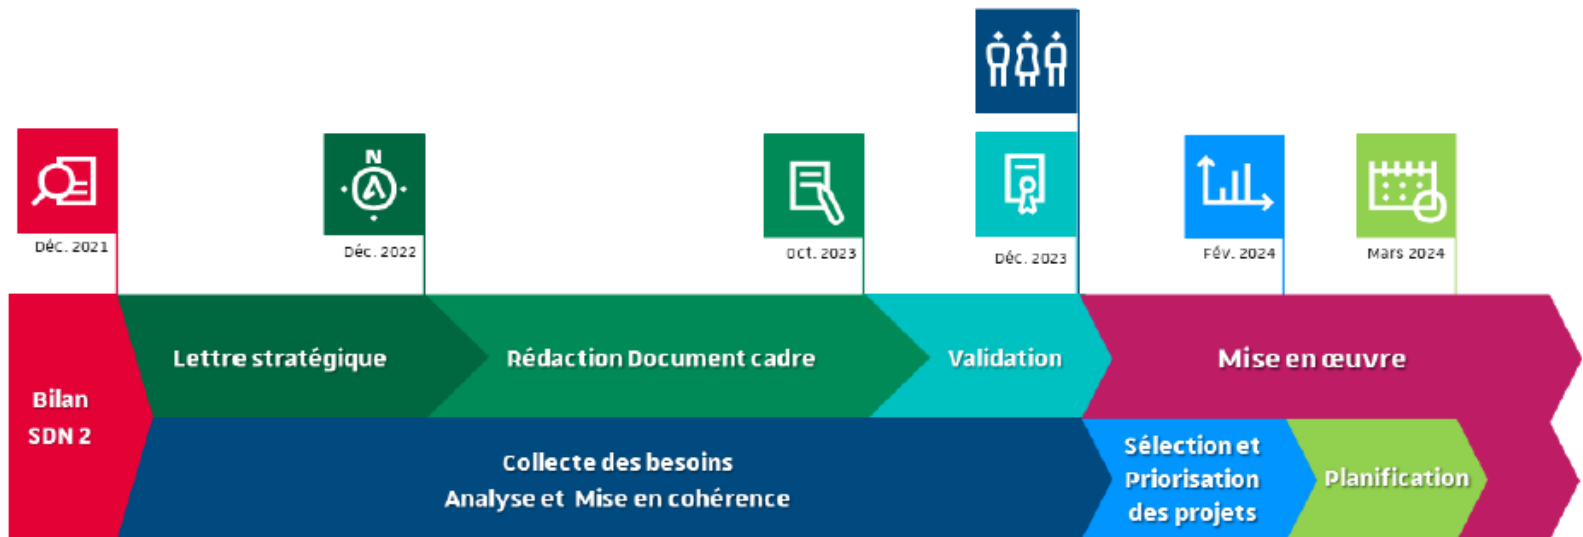 N
Déc. 2021
Déc. 2022
Oct. 2023
Déc. 2023
Fév. 2024
Mars 2024
Lettre stratégique
Rédaction Document cadre
Validation
Mise en œuvre
Bilan
SDN 2
Collecte des besoins
Analyse et Mise en cohérence
Sélection et
Priorisation
des projets
Planification